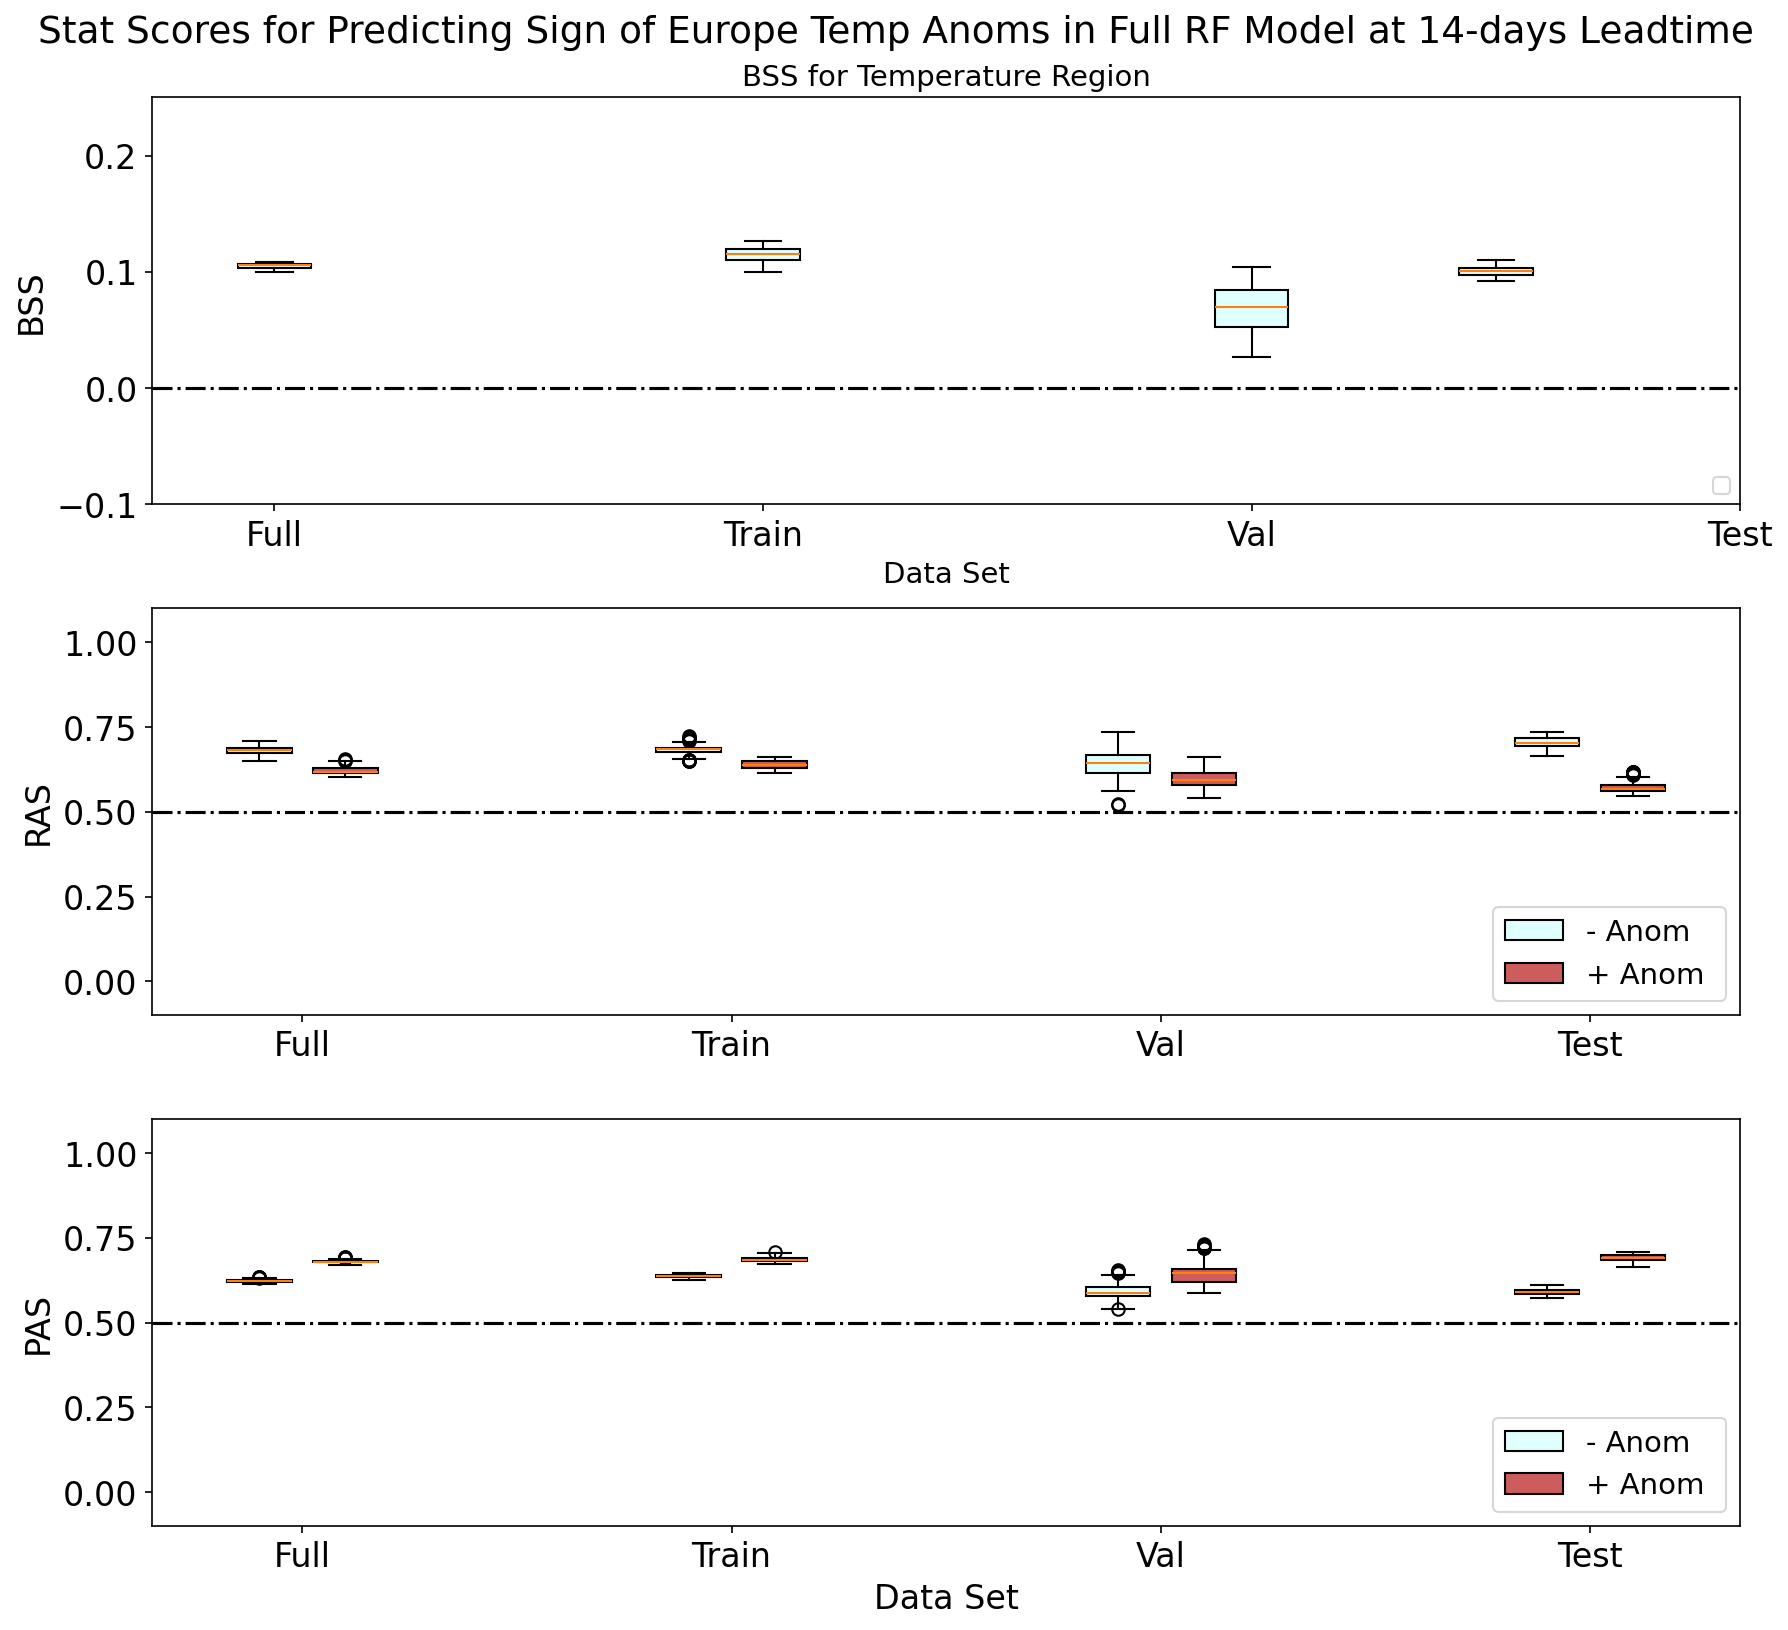 Stat Scores for Predicting Sign of Europe Temp Anoms in Full RF Model at 14-days Leadtime
BSS for Temperature Region
BSS
0.2
0.1
0.0
−0.1
Full Train Val Test
Data Set
RAS
1.00
0.75
0.50
0.25
0.00
- Anom
+ Anom
Full Train Val Test
PAS
1.00
0.75
0.50
0.25
0.00
- Anom
+ Anom
Full Train Val Test
Data Set